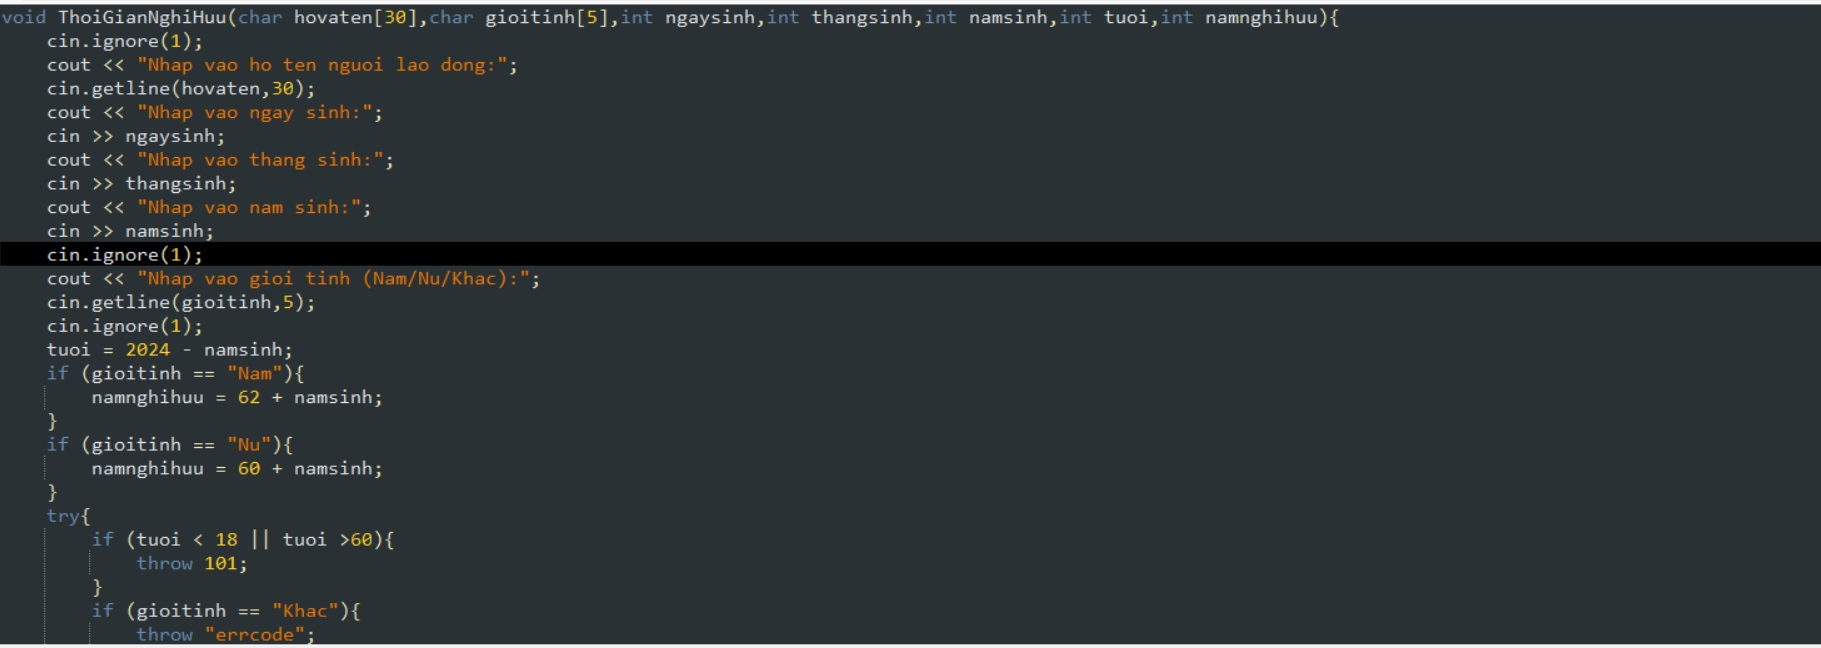 void ThoiGianNghiHuu(char hovaten[30],char gioitinh[5],int ngaysinh,int thangsinh,int namsinh,int tuoi,int namnghihuu){
    cin.ignore(1);
    cout << "Nhap vao ho ten nguoi lao dong:";
    cin.getline(hovaten,30);
    cout << "Nhap vao ngay sinh:";
    cin >> ngaysinh;
    cout << "Nhap vao thang sinh:";
    cin >> thangsinh;
    cout << "Nhap vao nam sinh:";
    cin >> namsinh;
    cin.ignore(1);
    cout << "Nhap vao gioi tinh (Nam/Nu/Khac):";
    cin.getline(gioitinh,5);
    cin.ignore(1);
    tuoi = 2024 - namsinh;
    if (gioitinh == "Nam"){
        namnghihuu = 62 + namsinh;
    }
    if (gioitinh == "Nu"){
        namnghihuu = 60 + namsinh;
    }
    try{
        if (tuoi < 18 || tuoi >60){
            throw 101;
        }
        if (gioitinh == "Khac"){
            throw "errcode";